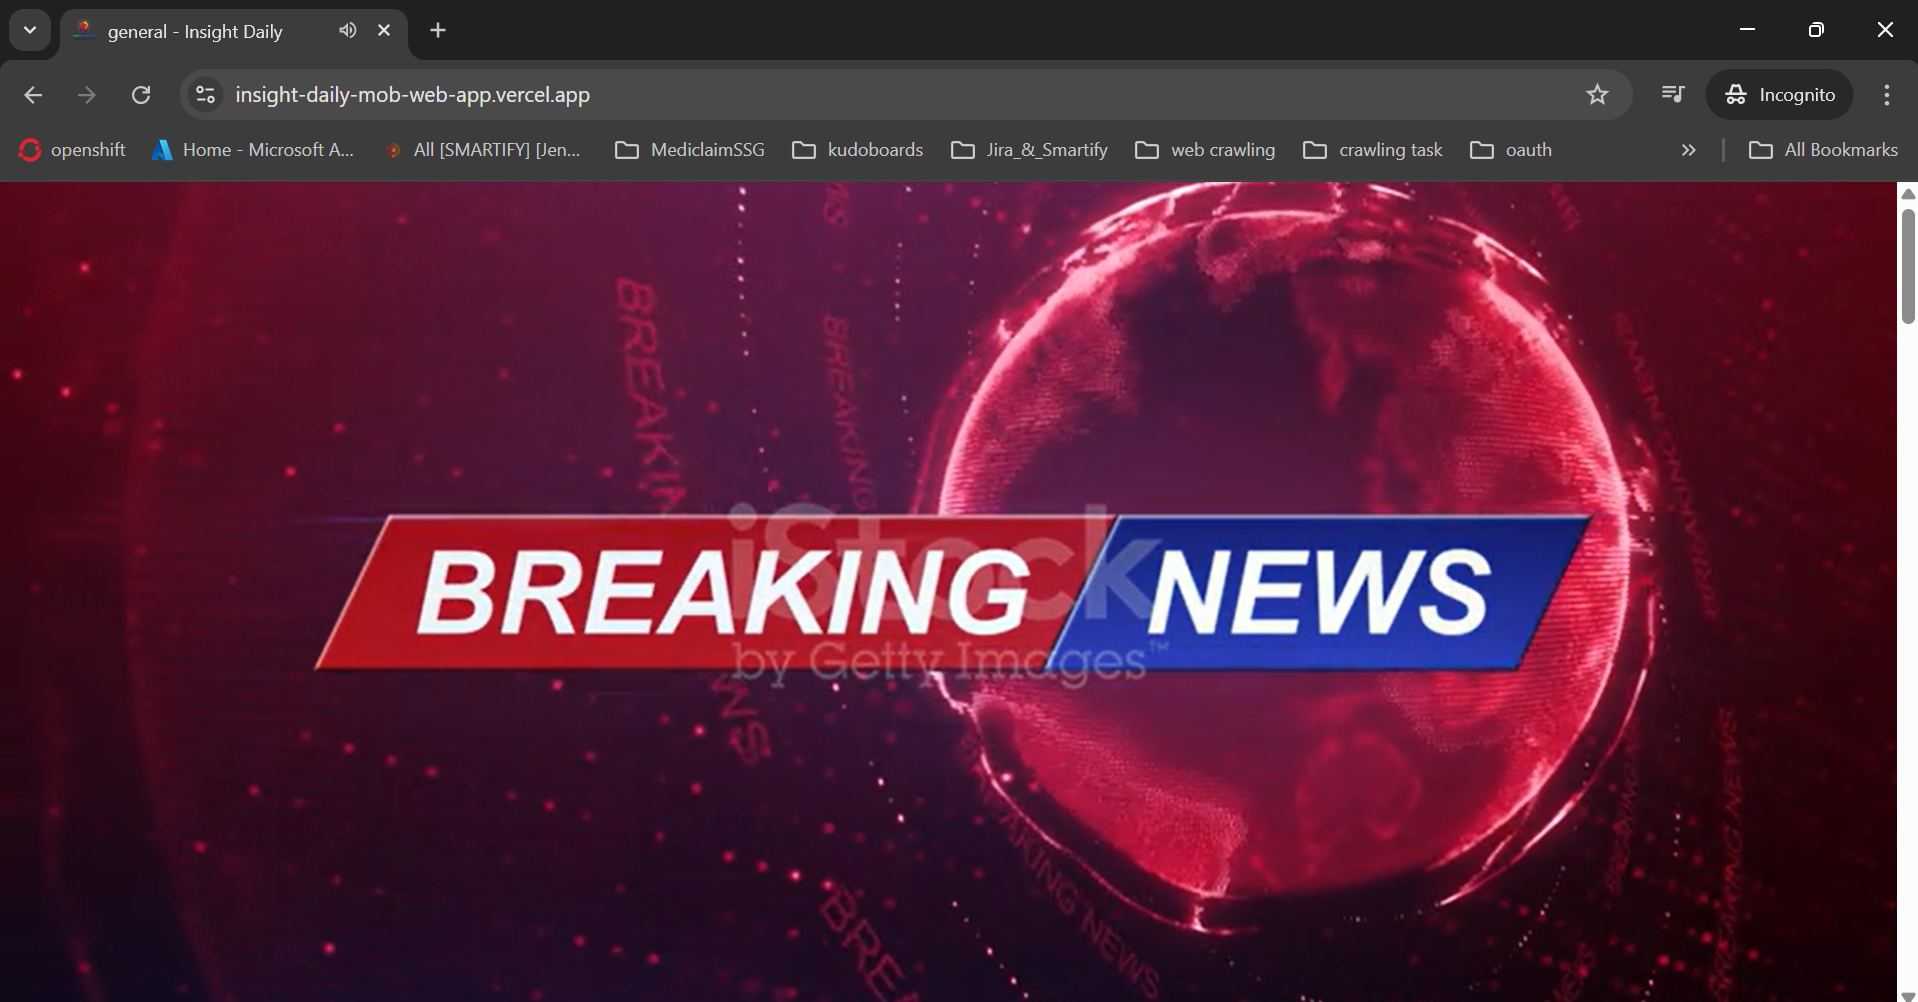 general - Insight Daily
insight-daily-mob-web-app.vercel.app
Incognito
openshift
Home - Microsoft A...
All [SMARTIFY] [Jen...
MediclaimSSG
kudoboards
Jira_&_Smartify
web crawling
crawling task
oauth
All Bookmarks
BREAKING
BREAKING
BREAKING NEWS
iStock
by Getty Images™
BREAKING NEWS
BREAKING NEWS